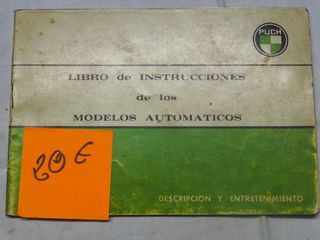 PUCH
LIBRO de INSTRUCCIONES
de los
MODELOS AUTOMATICOS
20 €
DESCRIPCION Y ENTRETENIMIENTO